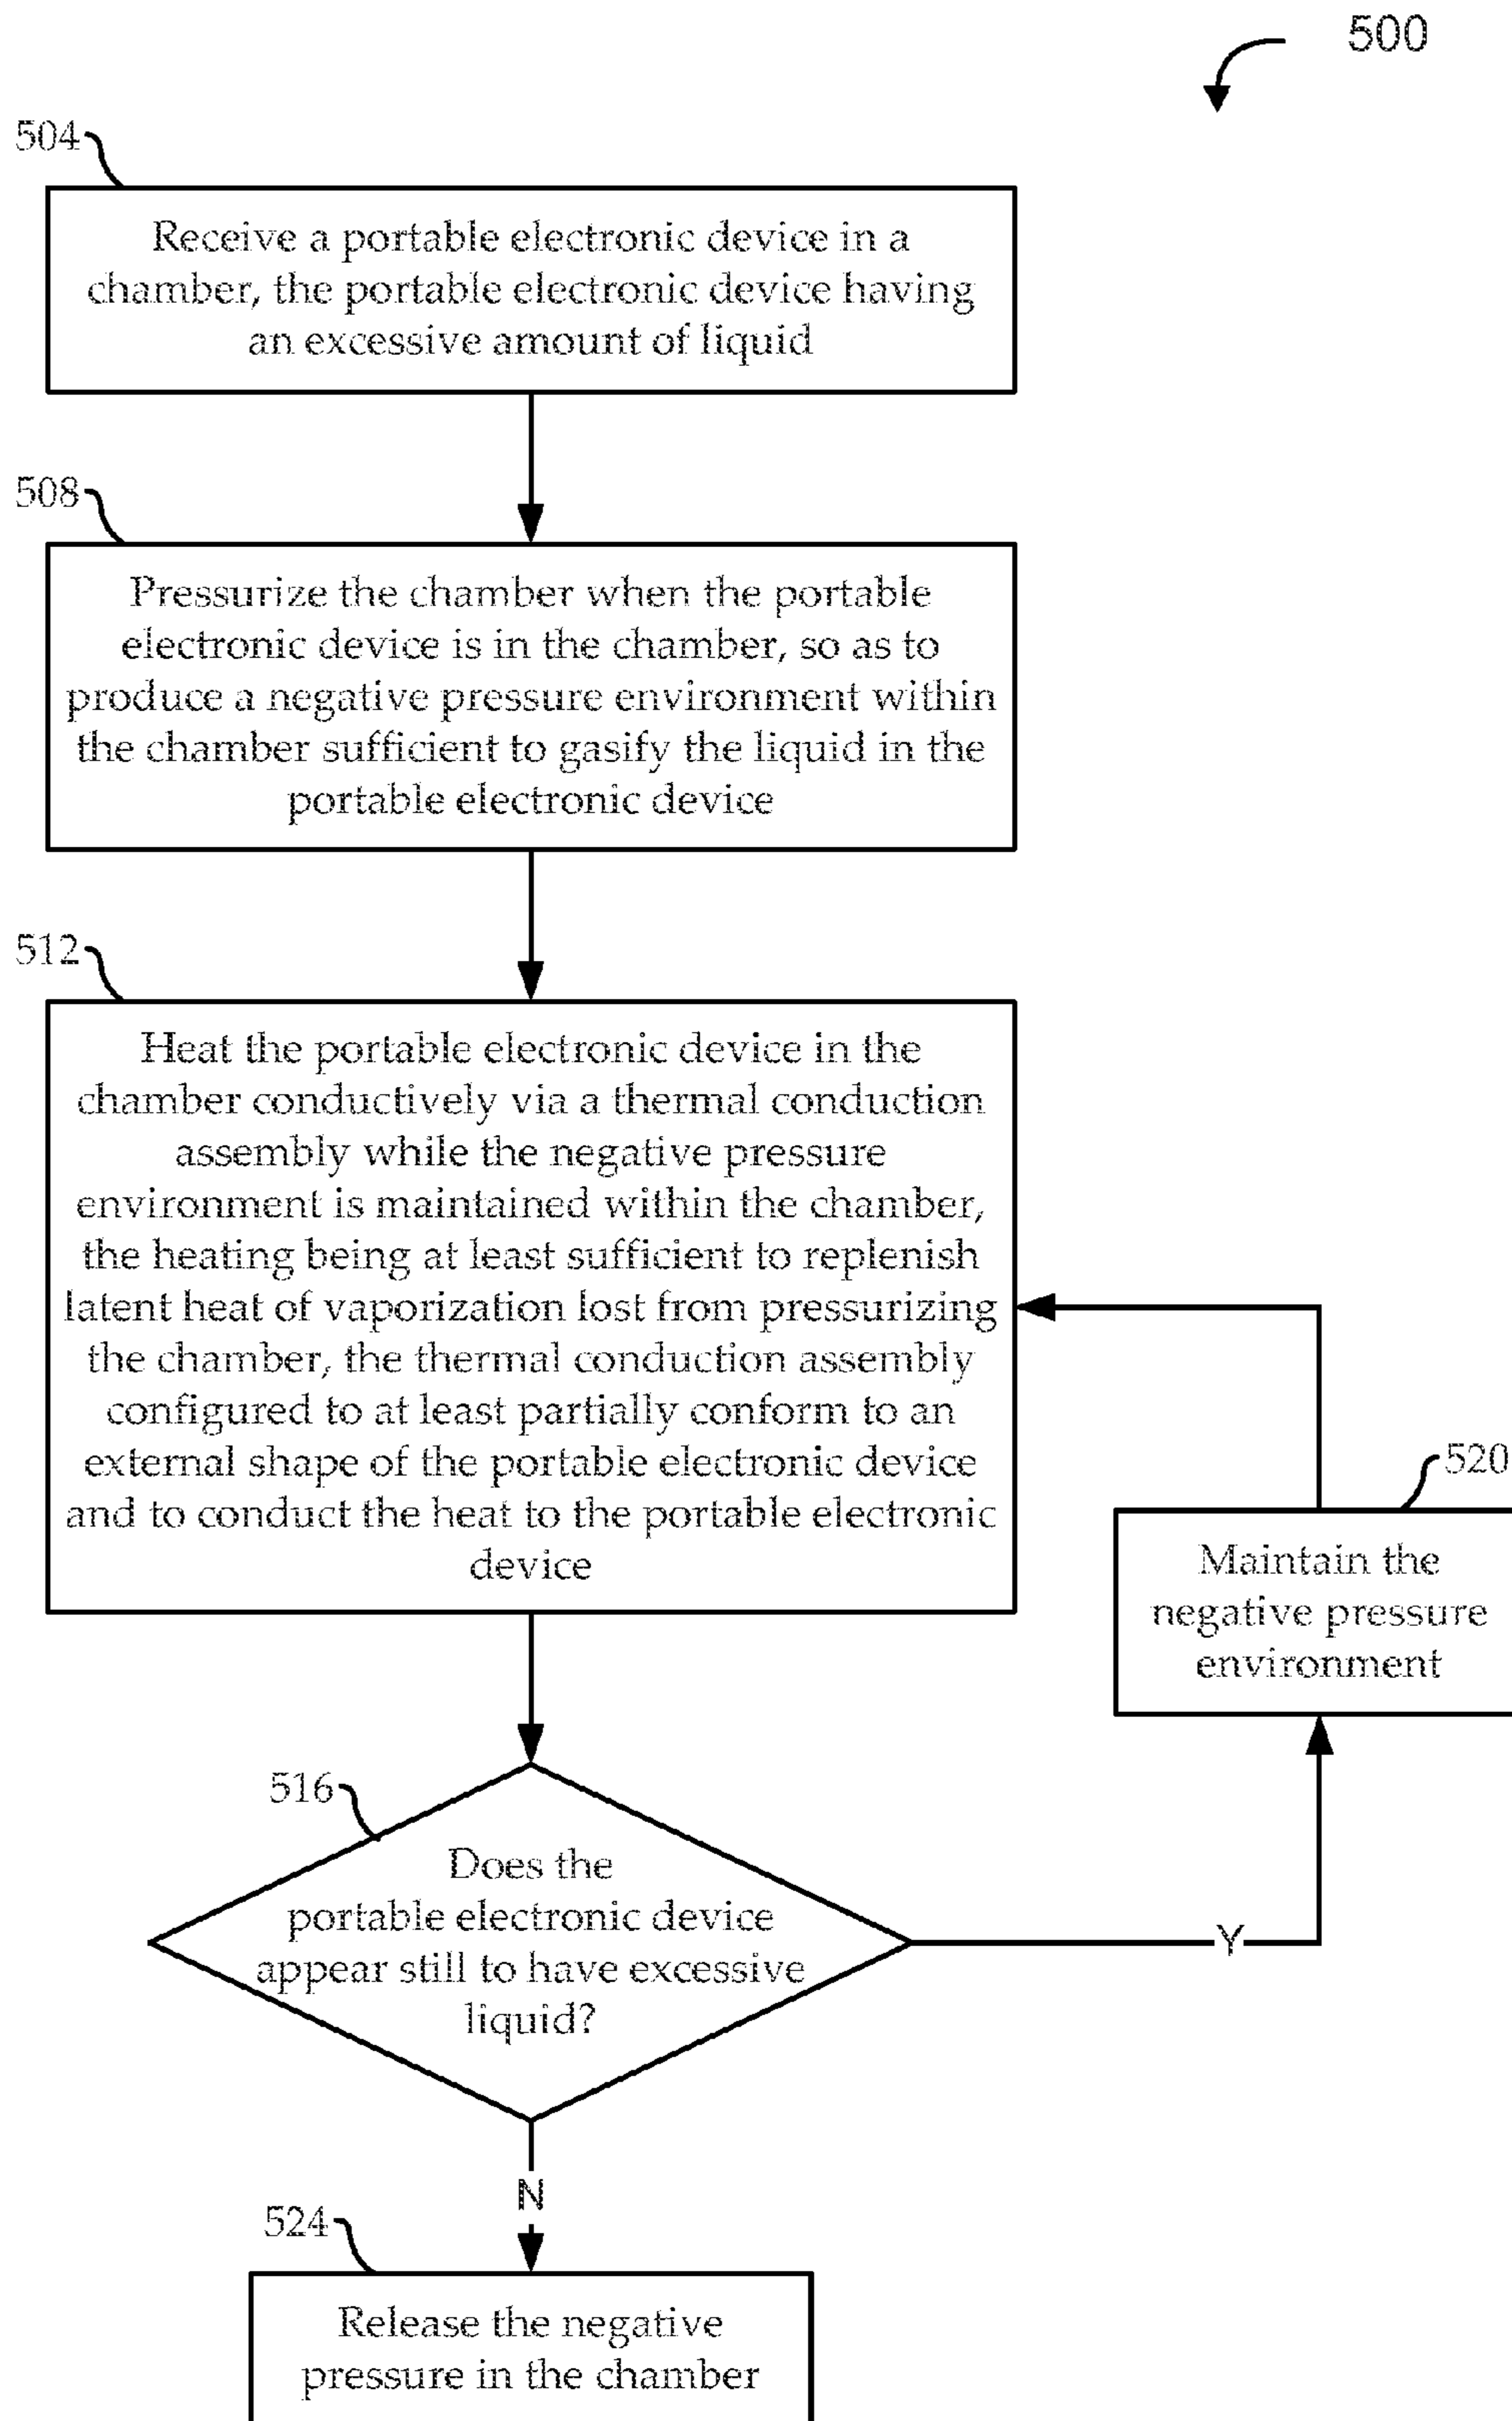 500
504
Receive a portable electronic device in a
chamber, the portable electronic device having
an excessive amount of liquid
508
Pressurize the chamber when the portable
electronic device is in the chamber, so as to
produce a negative pressure environment within
the chamber sufficient to gasify the liquid in the
portable electronic device
512
Heat the portable electronic device in the
chamber conductively via a thermal conduction
assembly while the negative pressure
environment is maintained within the chamber,
the heating being at least sufficient to replenish
latent heat of vaporization lost from pressurizing
the chamber, the thermal conduction assembly
configured to at least partially conform to an
external shape of the portable electronic device
and to conduct the heat to the portable electronic
device
520
Maintain the
negative pressure
environment
516
Does the
portable electronic device
appear still to have excessive
liquid?
Y
N
524
Release the negative
pressure in the chamber